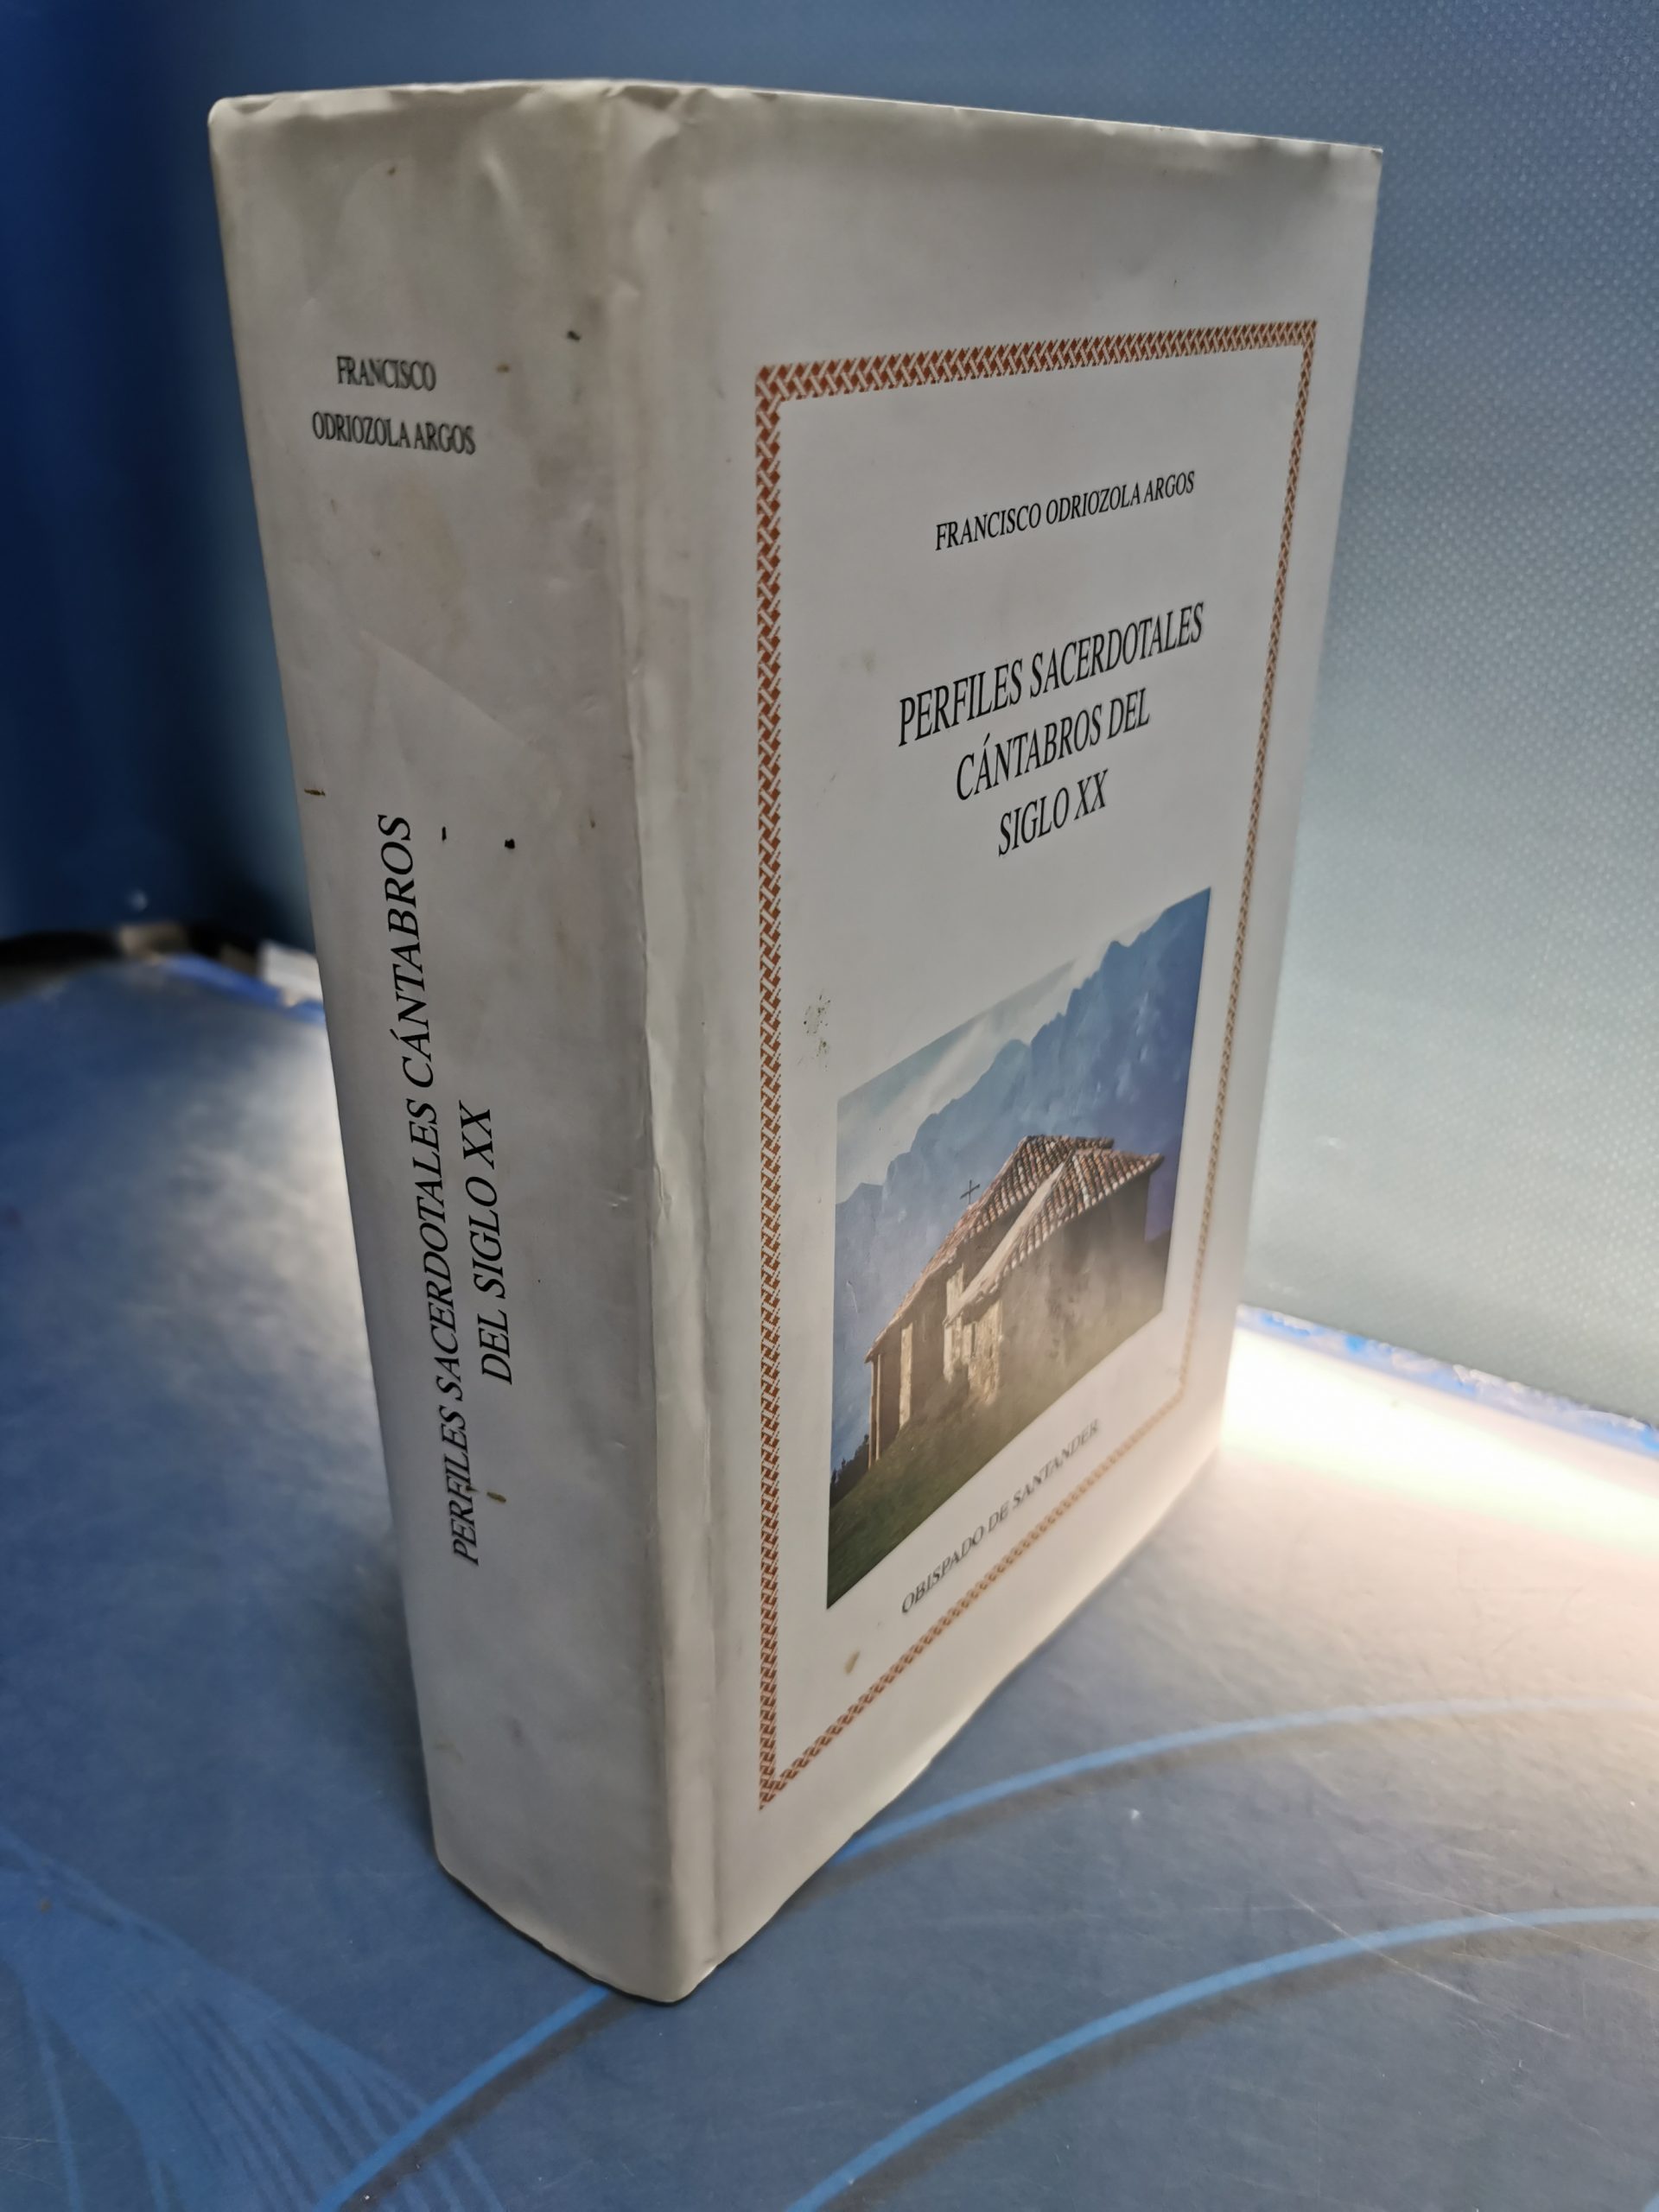 FRANCISCO
ODRIOZOLA ARGOS
PERFILES SACERDOTALES CÁNTABROS
DEL SIGLO XX
FRANCISCO ODRIOZOLA ARGOS
PERFILES SACERDOTALES
CÁNTABROS DEL
SIGLO XX
OBISPADO DE SANTANDER